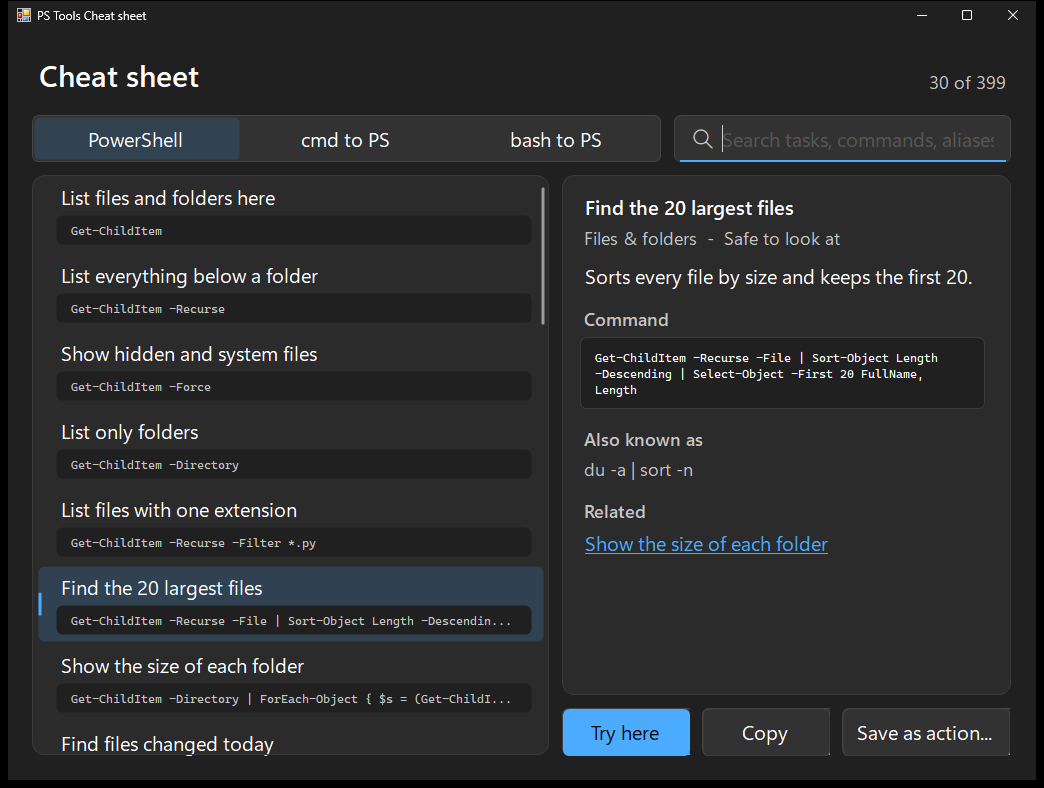 PS Tools Cheat sheet
Cheat sheet
30 of 399
PowerShell
cmd to PS
bash to PS
Search tasks, commands, aliases
List files and folders here
Get-ChildItem
List everything below a folder
Get-ChildItem -Recurse
Show hidden and system files
Get-ChildItem -Force
List only folders
Get-ChildItem -Directory
List files with one extension
Get-ChildItem -Recurse -Filter *.py
Find the 20 largest files
Get-ChildItem -Recurse -File | Sort-Object Length -Descendin...
Show the size of each folder
Get-ChildItem -Directory | ForEach-Object { $s = (Get-ChildI...
Find files changed today
Find the 20 largest files
Files & folders - Safe to look at
Sorts every file by size and keeps the first 20.
Command
Get-ChildItem -Recurse -File | Sort-Object Length
-Descending | Select-Object -First 20 FullName,
Length
Also known as
du -a | sort -n
Related
Show the size of each folder
Try here
Copy
Save as action...